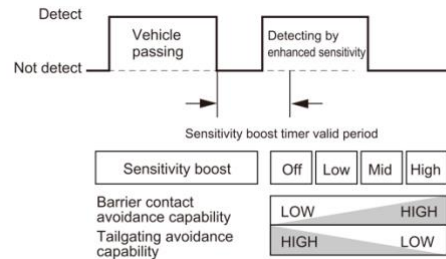 Detect
Vehicle
passing
Detecting by
enhanced sensitivity
Not detect
Sensitivity boost timer valid period
Sensitivity boost
Off
Low
Mid
High
Barrier contact
avoidance capability
LOW
HIGH
Tailgating avoidance
capability
HIGH
LOW